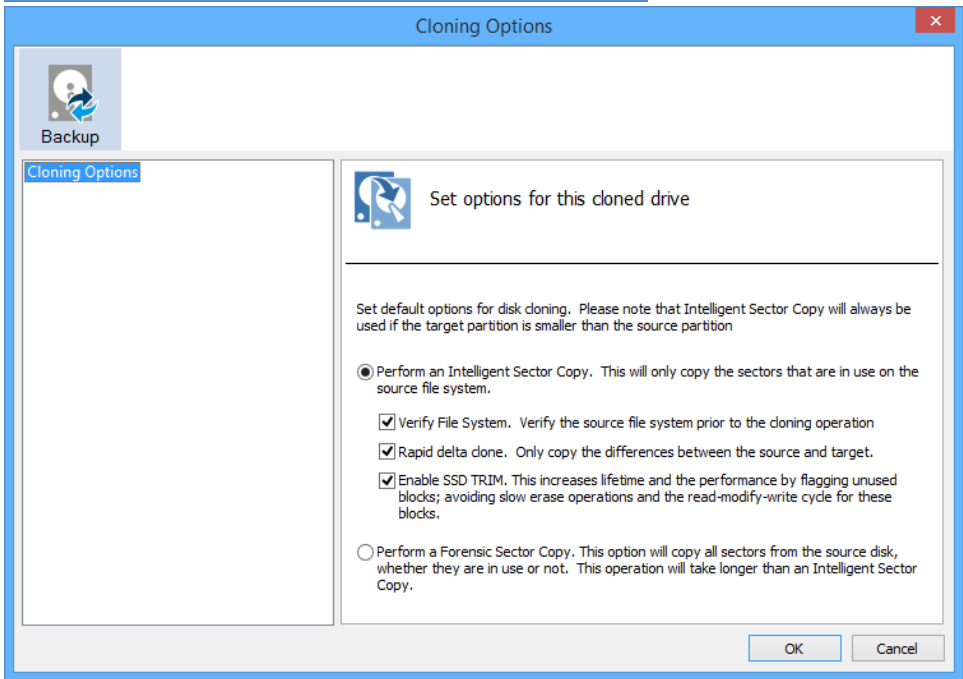 Cloning Options
Backup
Cloning Options
Set options for this cloned drive
Set default options for disk cloning.  Please note that Intelligent Sector Copy will always be
used if the target partition is smaller than the source partition
Perform an Intelligent Sector Copy.  This will only copy the sectors that are in use on the
source file system.
Verify File System.  Verify the source file system prior to the cloning operation
Rapid delta clone.  Only copy the differences between the source and target.
Enable SSD TRIM. This increases lifetime and the performance by flagging unused
blocks; avoiding slow erase operations and the read-modify-write cycle for these
blocks.
Perform a Forensic Sector Copy. This option will copy all sectors from the source disk,
whether they are in use or not.  This operation will take longer than an Intelligent Sector
Copy.
OK
Cancel